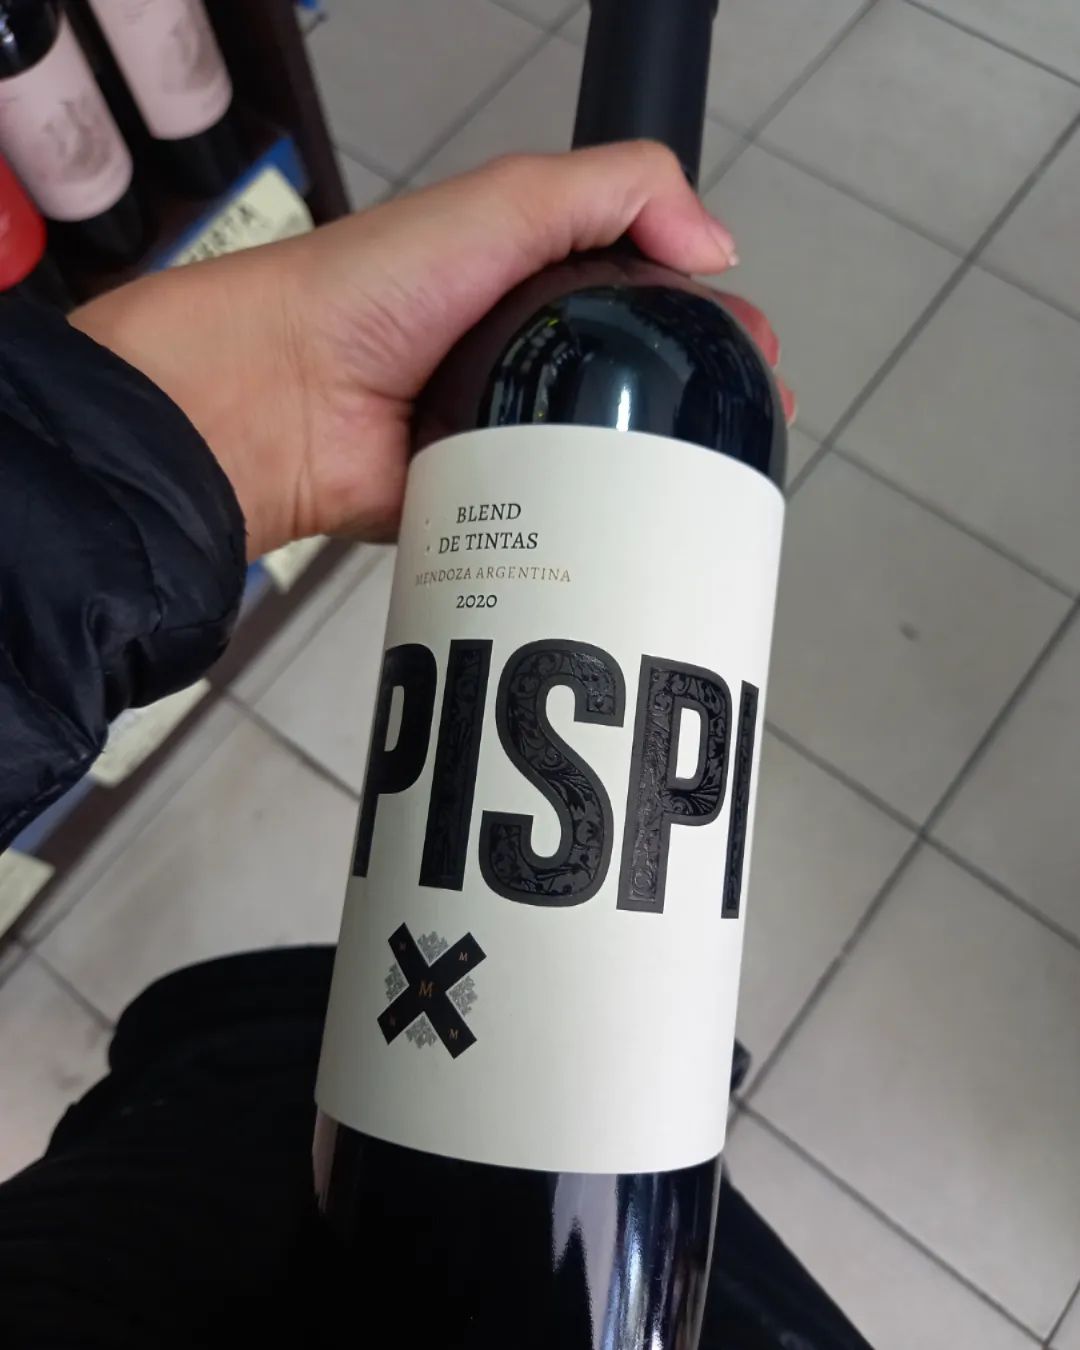 BLEND
DE TINTAS
MENDOZA ARGENTINA
2020
PISPI
M
M
M
M